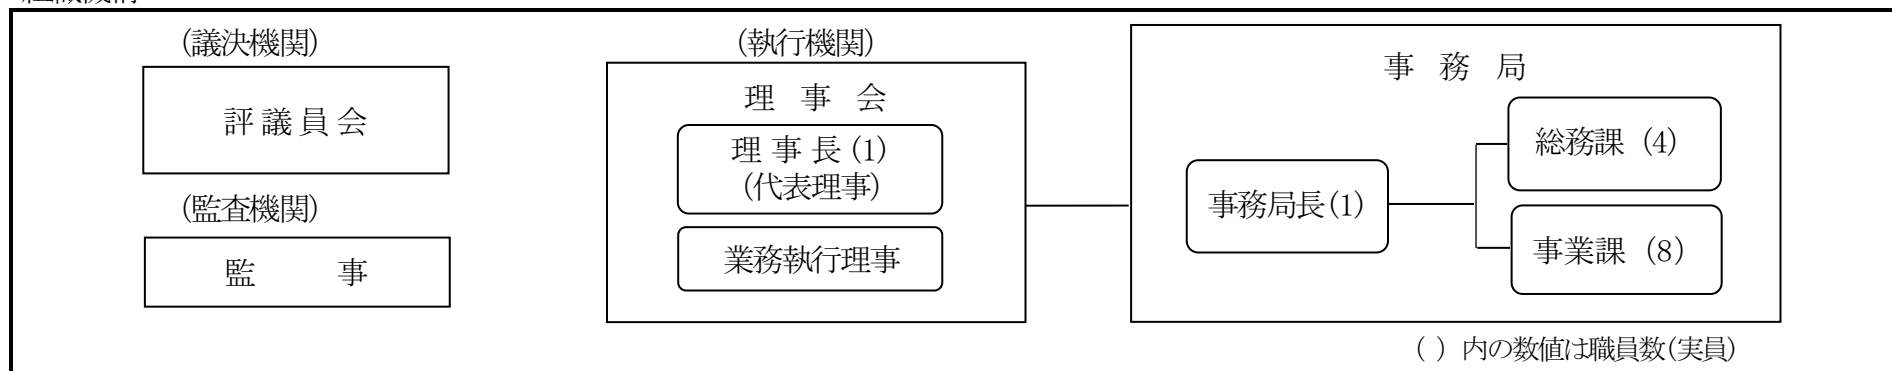 (議決機関)
評議員会
(監査機関)
監 事
(執行機関)
理 事 会
理 事 長 (1)
(代表理事)
業務執行理事
事 務 局
事務局長(1)
総務課 (4)
事業課 (8)
( ) 内の数値は職員数(実員)